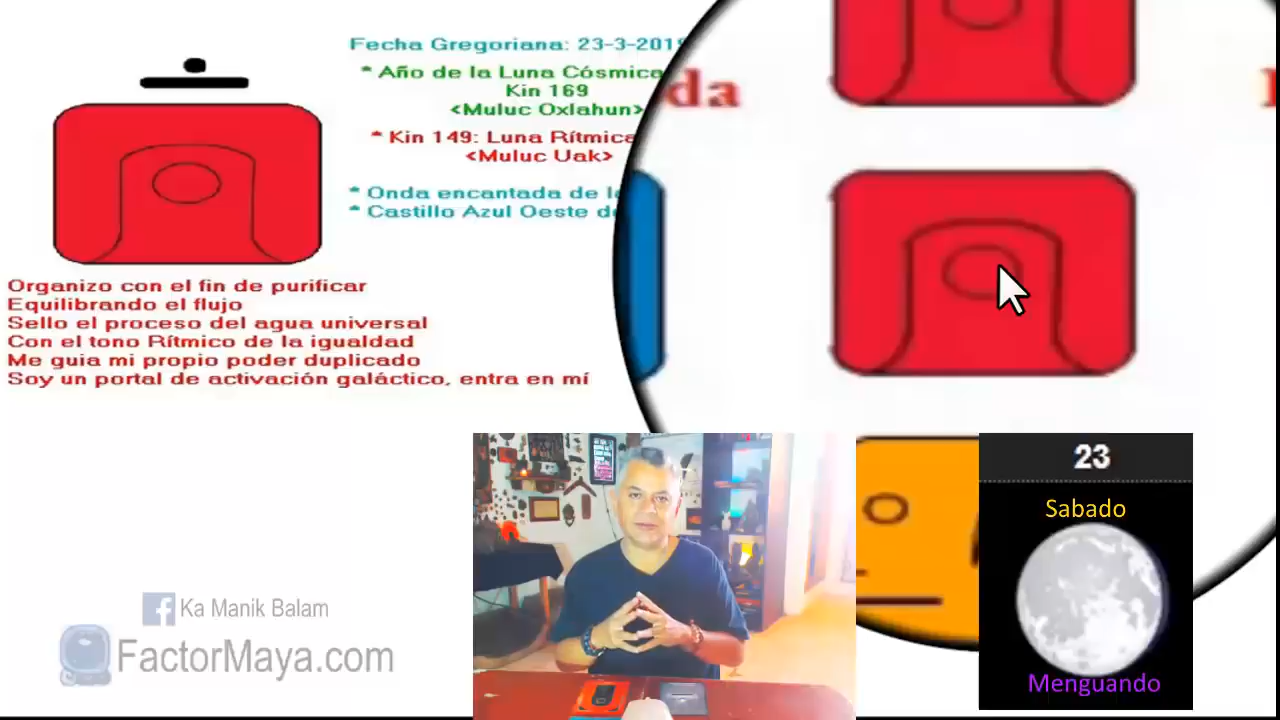 Fecha Gregoriana: 23-3-2019
* Año de la Luna Cósmica
Kin 169
<Muluc Oxlahun>
* Kin 149: Luna Rítmica
<Muluc Uak>
* Onda encantada de la
* Castillo Azul Oeste de
Organizo con el fin de purificar
Equilibrando el flujo
Sello el proceso del agua universal
Con el tono Rítmico de la igualdad
Me guia mi propio poder duplicado
Soy un portal de activación galáctico, entra en mí
da
23
Sabado
Menguando
Ka Manik Balam
FactorMaya.com